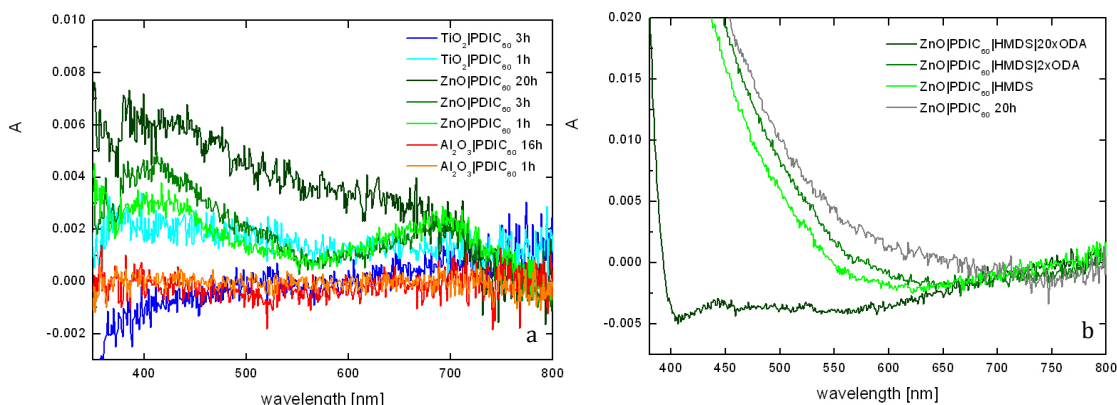 0.010
0.008
0.006
0.004
0.002
0.000
-0.002
A
TiO₂|PDIC₆₀ 3h
TiO₂|PDIC₆₀ 1h
ZnO|PDIC₆₀ 20h
ZnO|PDIC₆₀ 3h
ZnO|PDIC₆₀ 1h
Al₂O₃|PDIC₆₀ 16h
Al₂O₃|PDIC₆₀ 1h
a
400 500 600 700 800
wavelength [nm]
0.020
0.015
0.010
0.005
0.000
-0.005
A
ZnO|PDIC₆₀|HMDS|20xODA
ZnO|PDIC₆₀|HMDS|2xODA
ZnO|PDIC₆₀|HMDS
ZnO|PDIC₆₀ 20h
b
400 450 500 550 600 650 700 750 800
wavelength [nm]